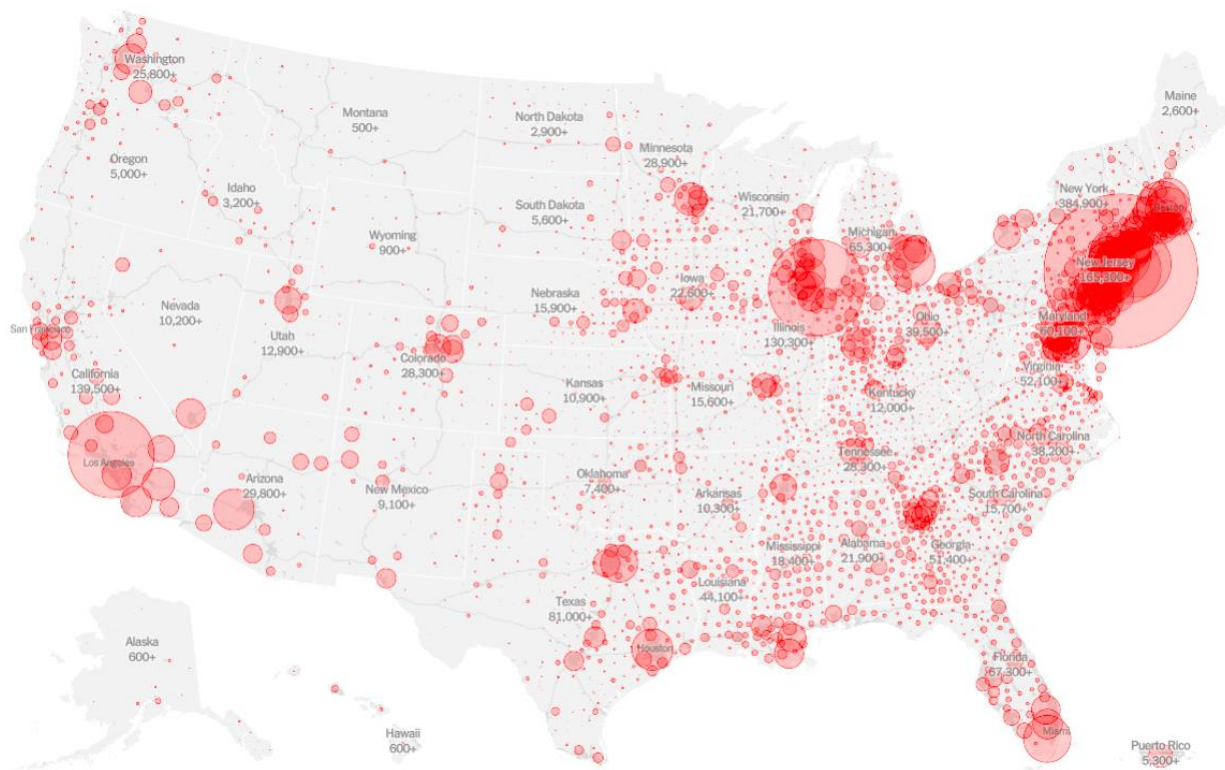 Washington
25,800+
Montana
500+
North Dakota
2,900+
Minnesota
28,900+
Maine
2,600+
Oregon
5,000+
Idaho
3,200+
South Dakota
5,600+
Wisconsin
21,700+
Michigan
65,300+
New York
384,900+
Boston
Wyoming
900+
Nevada
10,200+
Utah
12,900+
Nebraska
15,900+
Iowa
22,600+
Illinois
130,300+
Ohio
39,500+
New Jersey
165,300+
Maryland
60,100+
San Francisco
California
139,500+
Colorado
28,300+
Kansas
10,900+
Missouri
15,600+
Kentucky
12,000+
Virginia
52,100+
Los Angeles
Arizona
29,800+
New Mexico
9,100+
Oklahoma
7,400+
Arkansas
10,300+
Tennessee
28,300+
North Carolina
38,200+
South Carolina
15,700+
Texas
81,000+
Houston
Louisiana
44,100+
Mississippi
18,400+
Alabama
21,900+
Georgia
51,400+
Florida
67,300+
Miami
Alaska
600+
Hawaii
600+
Puerto Rico
5,300+